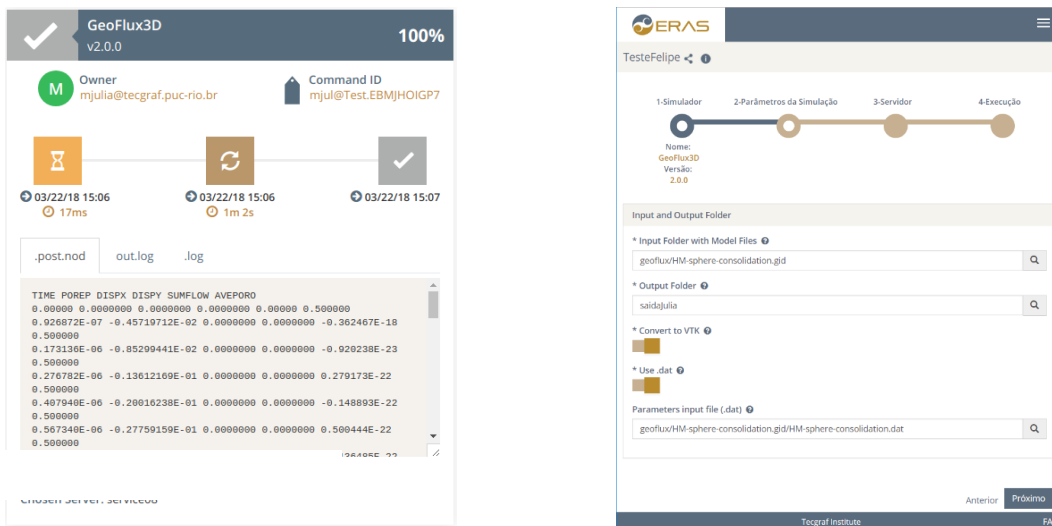 GeoFlux3D
v2.0.0
100%
M
Owner
mjulia@tecgraf.puc-rio.br
Command ID
mjul@Test.EBMJHOIGP7
03/22/18 15:06
17ms
03/22/18 15:06
1m 2s
03/22/18 15:07
.post.nod out.log .log
TIME POREP DISPX DISPY SUMFLOW AVEPORO
0.00000 0.0000000 0.0000000 0.0000000 0.00000 0.500000
0.926872E-07 -0.45719712E-02 0.0000000 0.0000000 -0.362467E-18
0.500000
0.173136E-06 -0.85299441E-02 0.0000000 0.0000000 -0.920238E-23
0.500000
0.276782E-06 -0.13612169E-01 0.0000000 0.0000000 0.279173E-22
0.500000
0.407940E-06 -0.20016238E-01 0.0000000 0.0000000 -0.148893E-22
0.500000
0.567340E-06 -0.27759159E-01 0.0000000 0.0000000 0.500444E-22
0.500000
Chosen Server: service08
ERAS
TesteFelipe
1-Simulador
2-Parâmetros da Simulação
3-Servidor
4-Execução
Nome:
GeoFlux3D
Versão:
2.0.0
Input and Output Folder
* Input Folder with Model Files
geoflux/HM-sphere-consolidation.gid
* Output Folder
saidaJulia
* Convert to VTK
* Use .dat
Parameters input file (.dat)
geoflux/HM-sphere-consolidation.gid/HM-sphere-consolidation.dat
Anterior
Próximo
Tecgraf Institute
FA